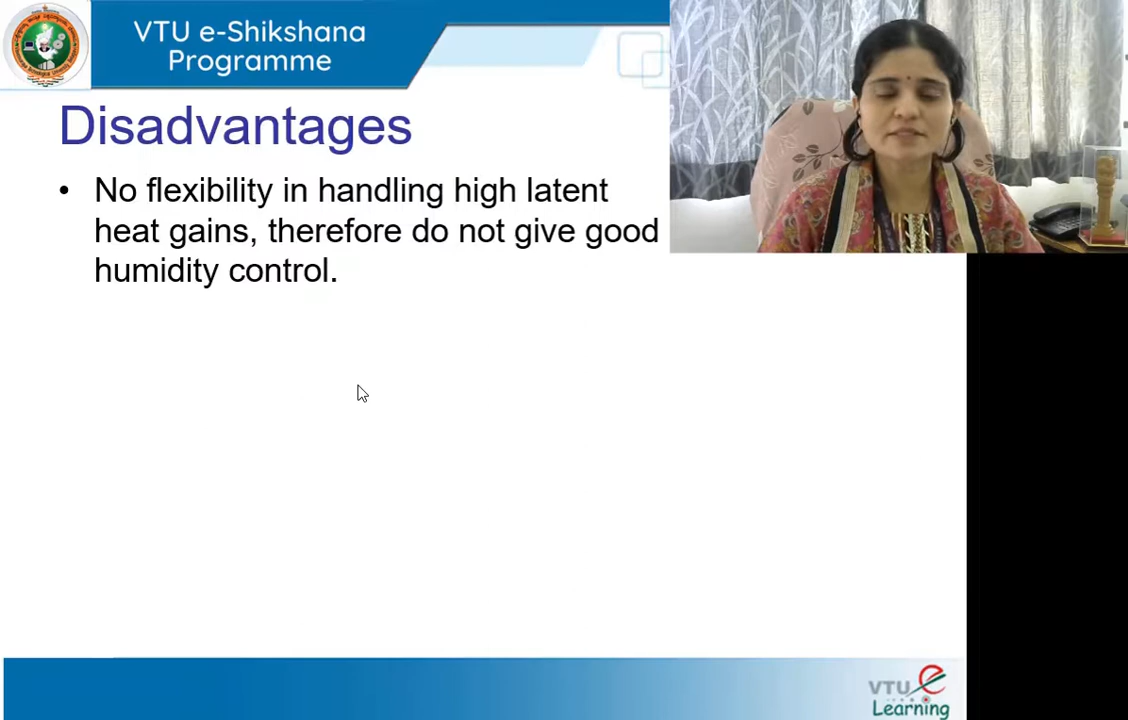 VTU e-Shikshana
Programme
Disadvantages
• No flexibility in handling high latent
heat gains, therefore do not give good
humidity control.
VTU e
Learning